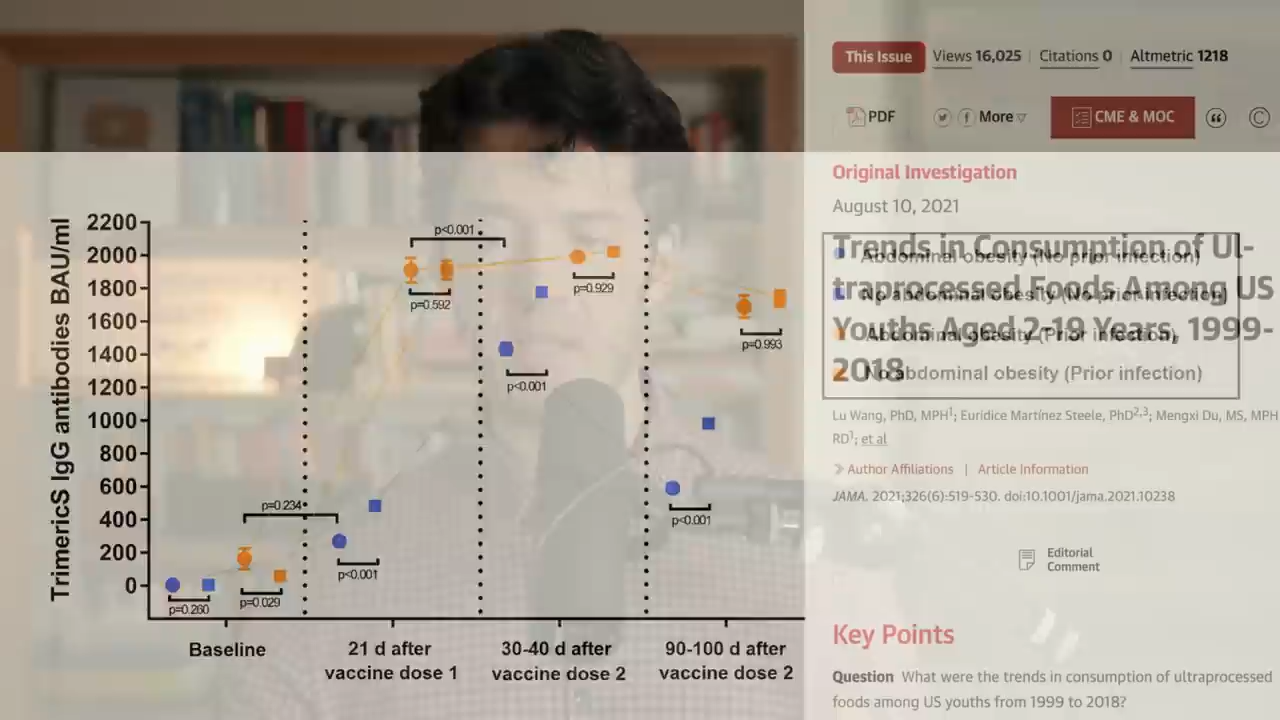 This Issue Views 16,025 Citations 0 Altmetric 1218
PDF More CME & MOC
Original Investigation
August 10, 2021
Trends in Consumption of Ul-
traprocessed Foods Among US
Youths Aged 2-19 Years, 1999-
2018
Lu Wang, PhD, MPH1; Eurídice Martínez Steele, PhD2,3; Mengxi Du, MS, MPH
RD1; et al
Author Affiliations | Article Information
JAMA. 2021;326(6):519-530. doi:10.1001/jama.2021.10238
Editorial
Comment
Key Points
Question What were the trends in consumption of ultraprocessed
foods among US youths from 1999 to 2018?
Abdominal obesity (No prior infection)
No abdominal obesity (No prior infection)
Abdominal obesity (Prior infection)
No abdominal obesity (Prior infection)
TrimericS IgG antibodies BAU/ml
2200
2000
1800
1600
1400
1200
1000
800
600
400
200
0
p=0.260
p=0.029
p=0.234
p<0.001
p<0.001
p=0.592
p<0.001
p=0.929
p<0.001
p=0.993
Baseline
21 d after
vaccine dose 1
30-40 d after
vaccine dose 2
90-100 d after
vaccine dose 2